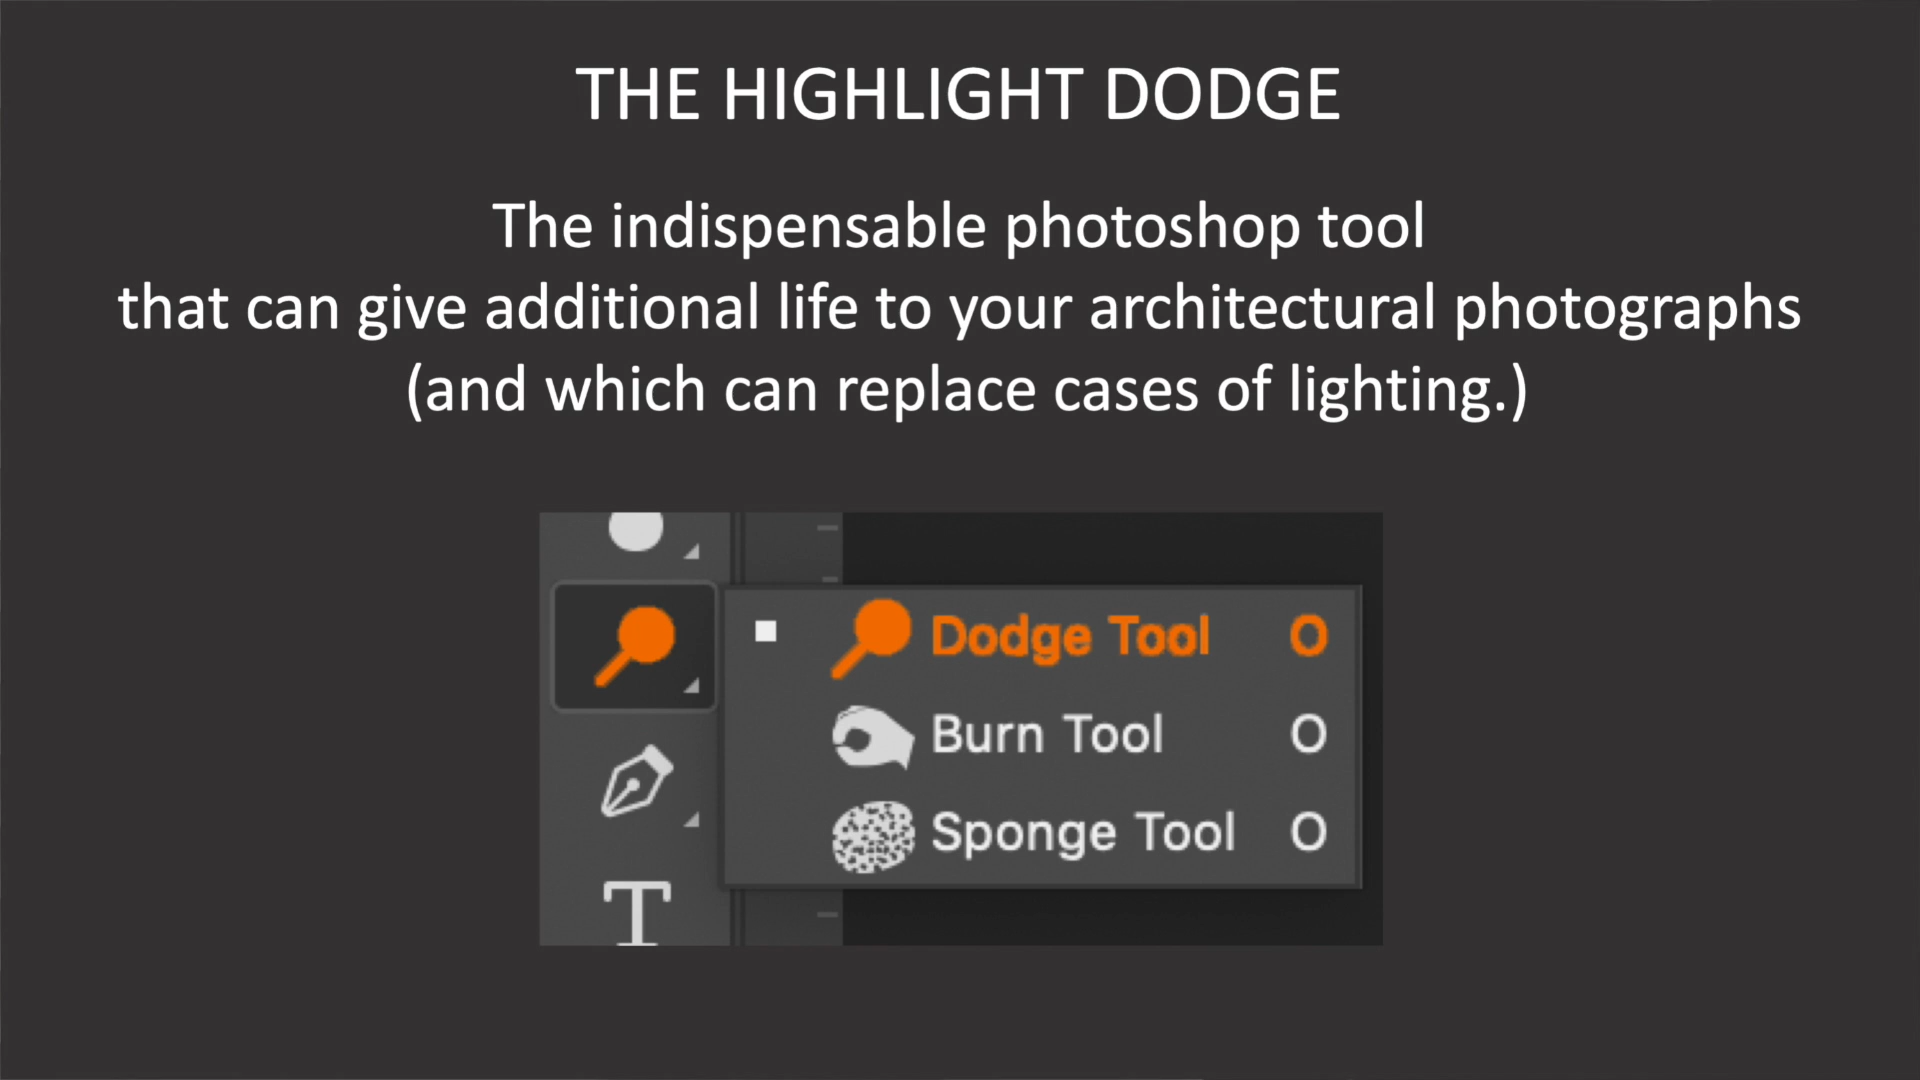 THE HIGHLIGHT DODGE
The indispensable photoshop tool
that can give additional life to your architectural photographs
(and which can replace cases of lighting.)
Dodge Tool O
Burn Tool O
Sponge Tool O
T